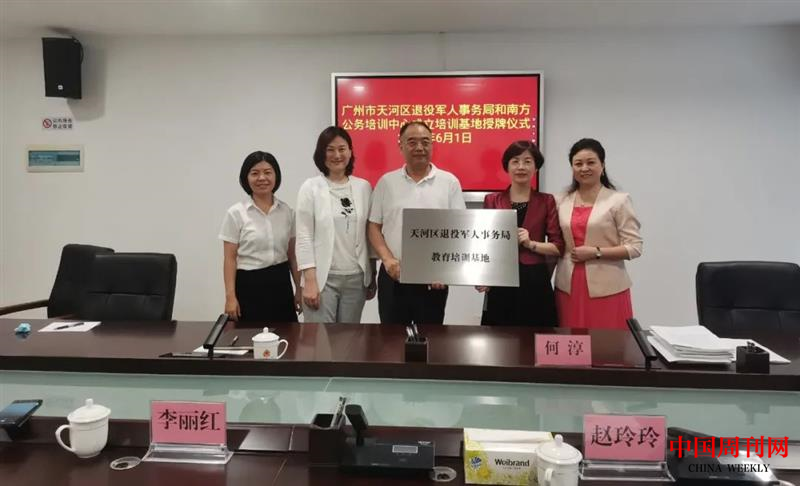 广州市天河区退役军人事务局和南方
公务培训中心
立培训基地授牌仪式
年6月1日
天河区退役军人事务局
教育培训基地
何淳
李丽红
赵玲玲
Woibrand
中国周刊网
CHINA WEEKLY